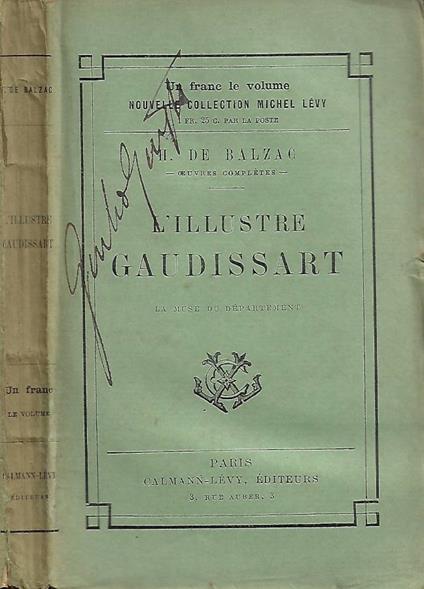 H. DE BALZAC
L'ILLUSTRE
GAUDISSART
Un franc
LE VOLUME
CALMANN-LÉVY
ÉDITEURS
Un franc le volume
NOUVELLE COLLECTION MICHEL LÉVY
FR. 25 C. PAR LA POSTE
H. DE BALZAC
— ŒUVRES COMPLÈTES —
L'ILLUSTRE
GAUDISSART
LA MUSE DU DÉPARTEMENT
PARIS
CALMANN-LÉVY, ÉDITEURS
3, RUE AUBER, 3